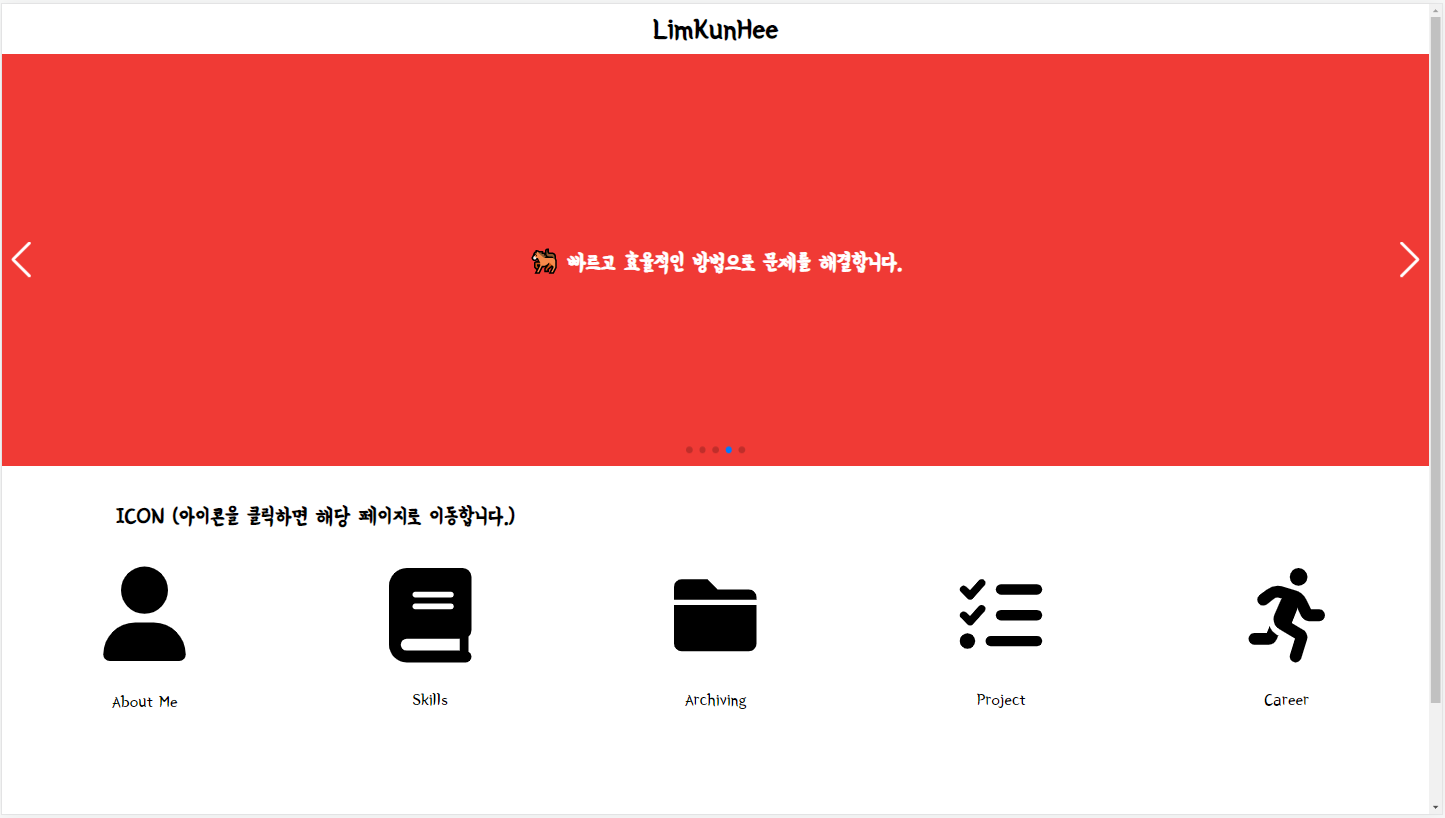 LimKunHee
빠르고 효율적인 방법으로 문제를 해결합니다.
ICON (아이콘을 클릭하면 해당 페이지로 이동합니다.)
About Me
Skills
Archiving
Project
Career